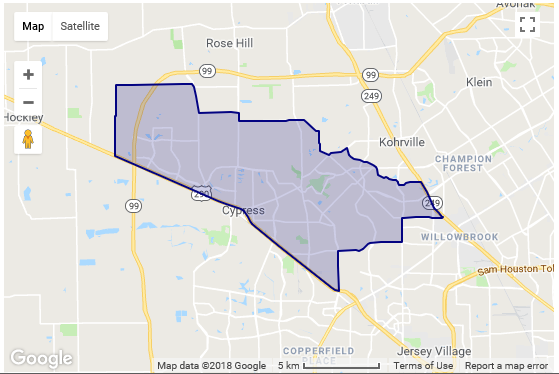 Avonak
Map Satellite
Rose Hill
99
99
Klein
249
Hockley
Kohrville
CHAMPION
FOREST
290
99
Cypress
249
WILLOWBROOK
Sam Houston Tol
COPPERFIELD
PLACE
Jersey Village
Google
Map data ©2018 Google 5 km Terms of Use Report a map error